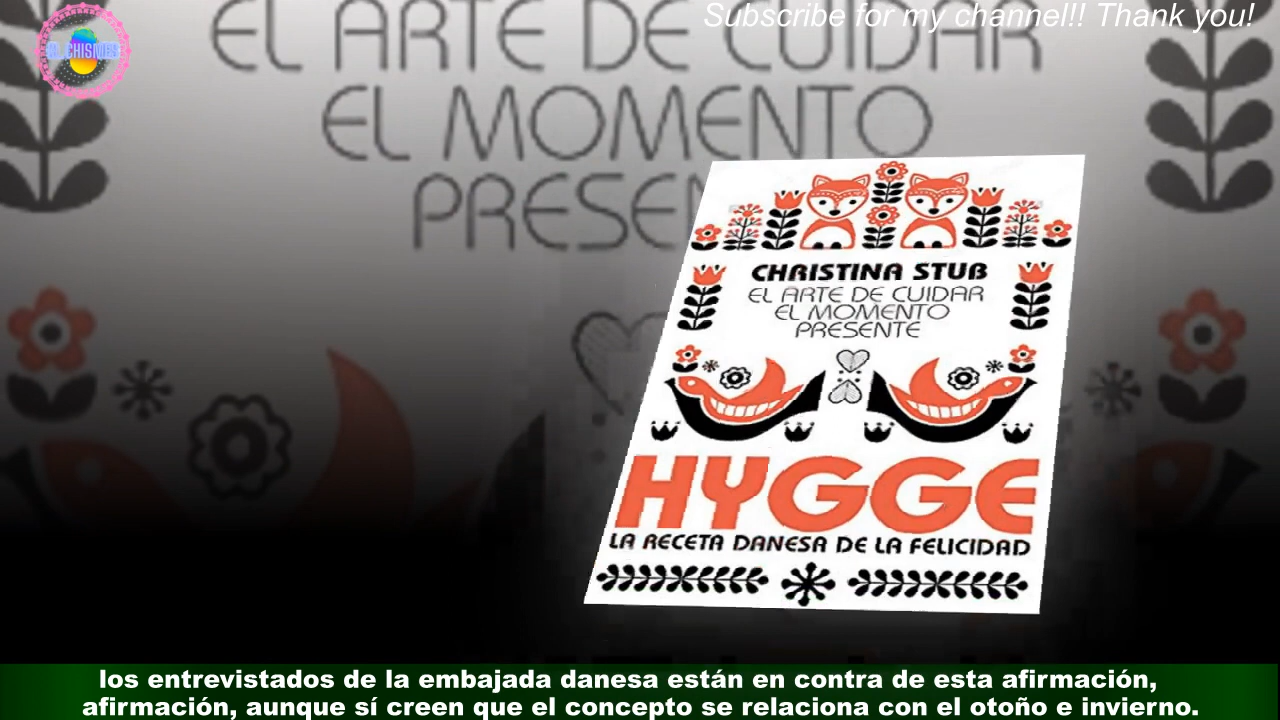 Subscribe for my channel!! Thank you!
EL CHISMES
EL ARTE DE CUIDAR
EL MOMENTO
PRESEN
CHRISTINA STUB
EL ARTE DE CUIDAR
EL MOMENTO
PRESENTE
HYGGE
LA RECETA DANESA DE LA FELICIDAD
los entrevistados de la embajada danesa están en contra de esta afirmación,
afirmación, aunque sí creen que el concepto se relaciona con el otoño e invierno.